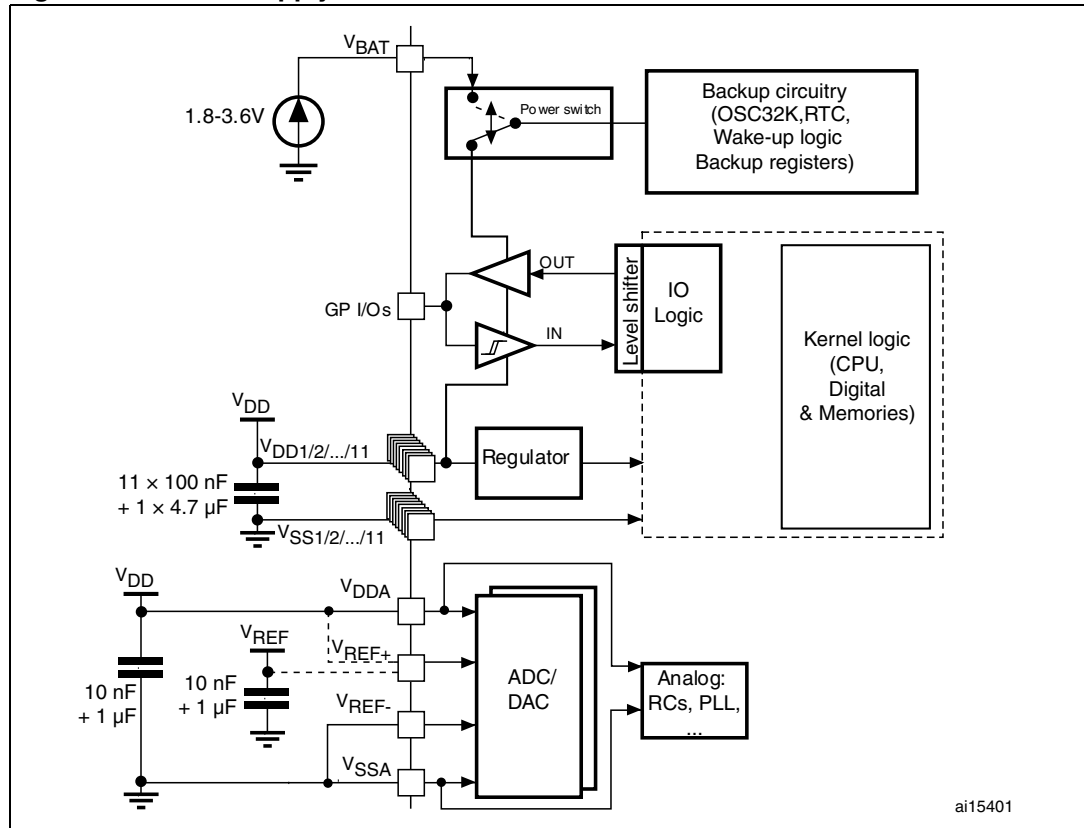 VBAT
1.8-3.6V
Power switch
Backup circuitry
(OSC32K,RTC,
Wake-up logic
Backup registers)
OUT
GP I/Os
IN
Level shifter
IO
Logic
Kernel logic
(CPU,
Digital
& Memories)
VDD
VDD1/2/.../11
Regulator
11 × 100 nF
+ 1 × 4.7 µF
VSS1/2/.../11
VDD
VDDA
VREF
VREF+
10 nF
+ 1 µF
10 nF
+ 1 µF
VREF-
ADC/
DAC
Analog:
RCs, PLL,
...
VSSA
ai15401